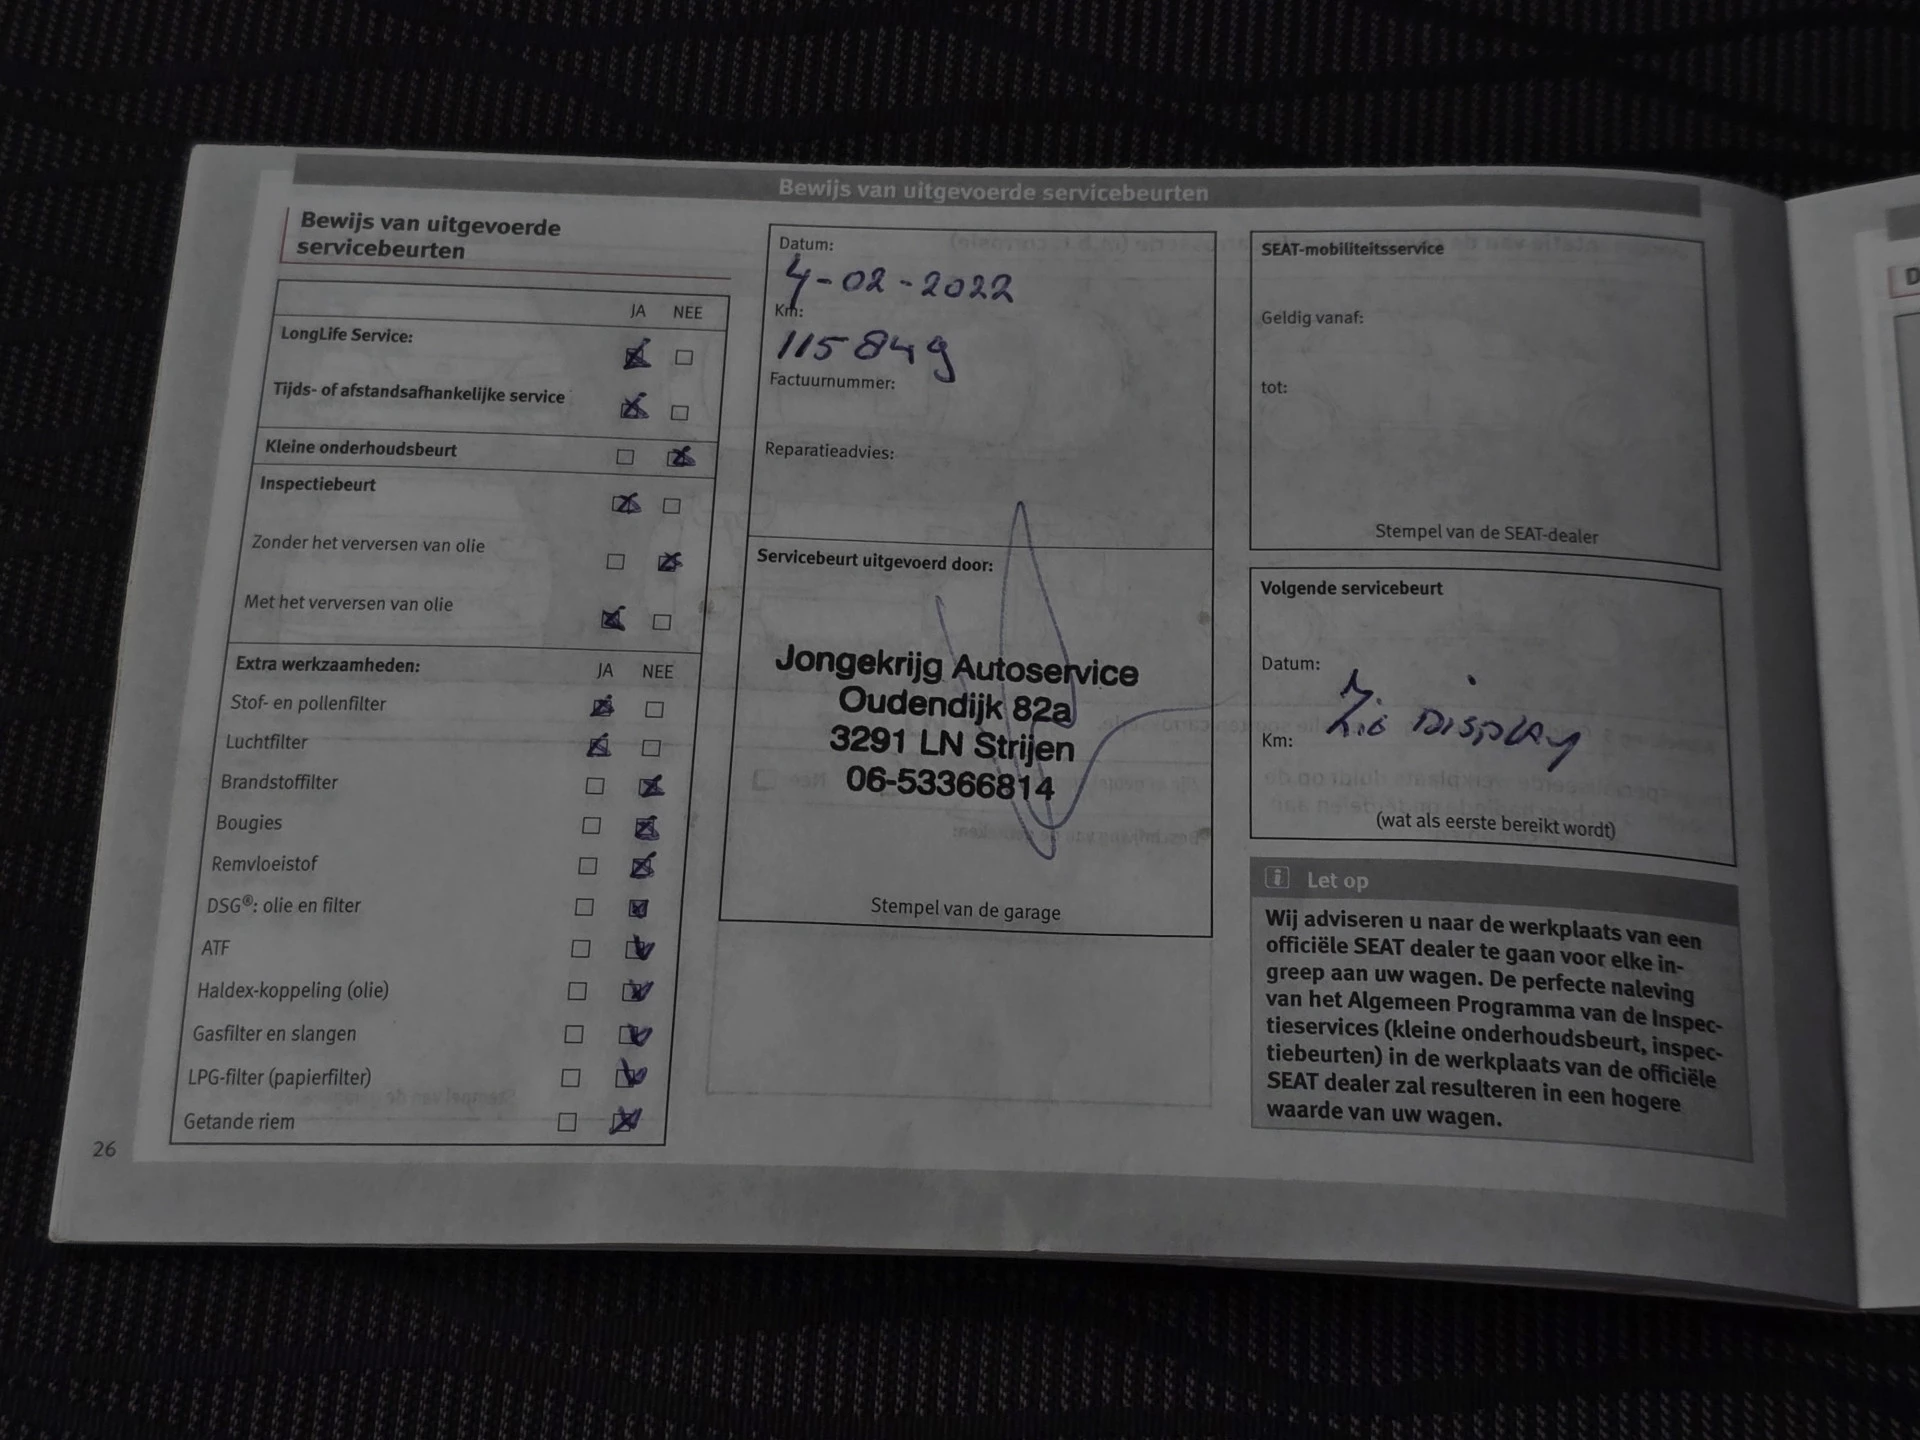 Bewijs van uitgevoerde servicebeurten
Bewijs van uitgevoerde
servicebeurten
JA NEE
LongLife Service:
Tijds- of afstandsafhankelijke service
Kleine onderhoudsbeurt
Inspectiebeurt
Zonder het verversen van olie
Met het verversen van olie
Extra werkzaamheden: JA NEE
Stof- en pollenfilter
Luchtfilter
Brandstoffilter
Bougies
Remvloeistof
DSG®: olie en filter
ATF
Haldex-koppeling (olie)
Gasfilter en slangen
LPG-filter (papierfilter)
Getande riem
26
Datum:
4-02-2022
Km:
115849
Factuurnummer:
Reparatieadvies:
Servicebeurt uitgevoerd door:
Jongekrijg Autoservice
Oudendijk 82a
3291 LN Strijen
06-53366814
Stempel van de garage
SEAT-mobiliteitsservice
Geldig vanaf:
tot:
Stempel van de SEAT-dealer
Volgende servicebeurt
Datum:
Zie Display
Km:
(wat als eerste bereikt wordt)
i Let op
Wij adviseren u naar de werkplaats van een
officiële SEAT dealer te gaan voor elke in-
greep aan uw wagen. De perfecte naleving
van het Algemeen Programma van de Inspec-
tieservices (kleine onderhoudsbeurt, inspec-
tiebeurten) in de werkplaats van de officiële
SEAT dealer zal resulteren in een hogere
waarde van uw wagen.
D